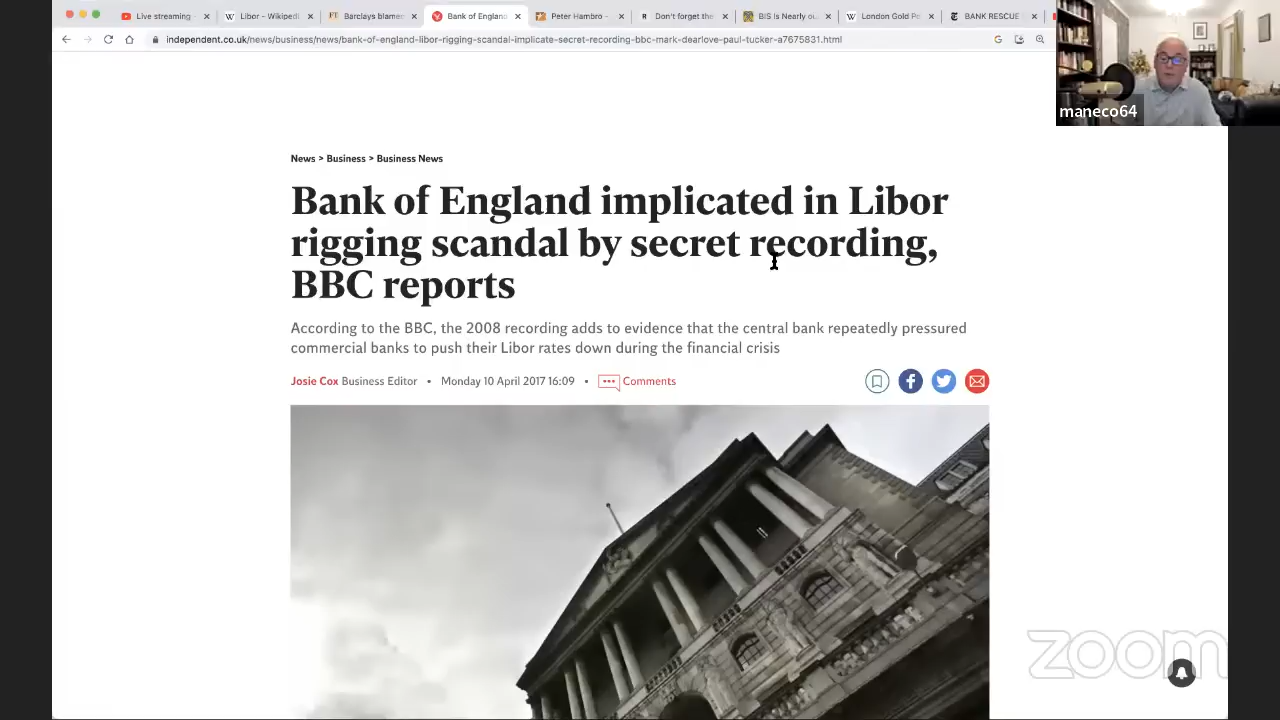 Live streaming -
Libor - Wikipedi
Barclays blamed
Bank of England
Peter Hambro -
Don't forget the
BIS Is Nearly ou
London Gold Po
BANK RESCUE
independent.co.uk/news/business/news/bank-of-england-libor-rigging-scandal-implicate-secret-recording-bbc-mark-dearlove-paul-tucker-a7675831.html
maneco64
News > Business > Business News
Bank of England implicated in Libor
rigging scandal by secret recording,
BBC reports
According to the BBC, the 2008 recording adds to evidence that the central bank repeatedly pressured
commercial banks to push their Libor rates down during the financial crisis
Josie Cox Business Editor • Monday 10 April 2017 16:09 • Comments
zoom